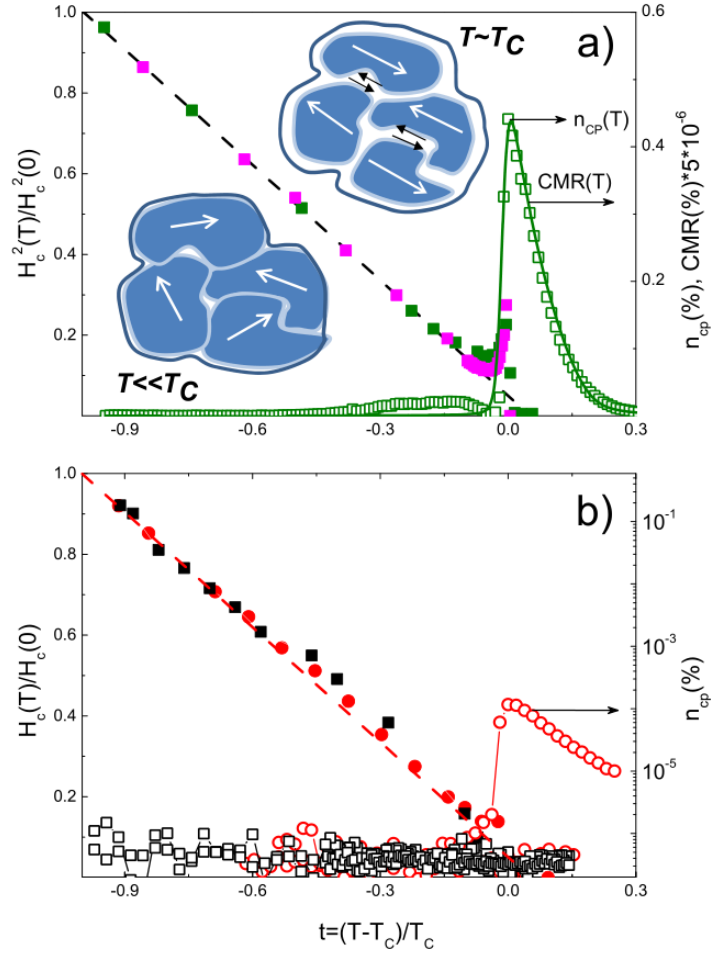 1.0
0.8
0.6
0.4
0.2
H_c^2(T)/H_c^2(0)
T~T_C
a)
n_CP(T)
CMR(T)
T<<T_C
0.6
0.4
0.2
n_cp(%), CMR(%)*5*10^-6
-0.9 -0.6 -0.3 0.0 0.3
1.0
0.8
0.6
0.4
0.2
H_c(T)/H_c(0)
b)
10^-1
10^-3
10^-5
n_cp(%)
-0.9 -0.6 -0.3 0.0 0.3
t=(T-T_C)/T_C